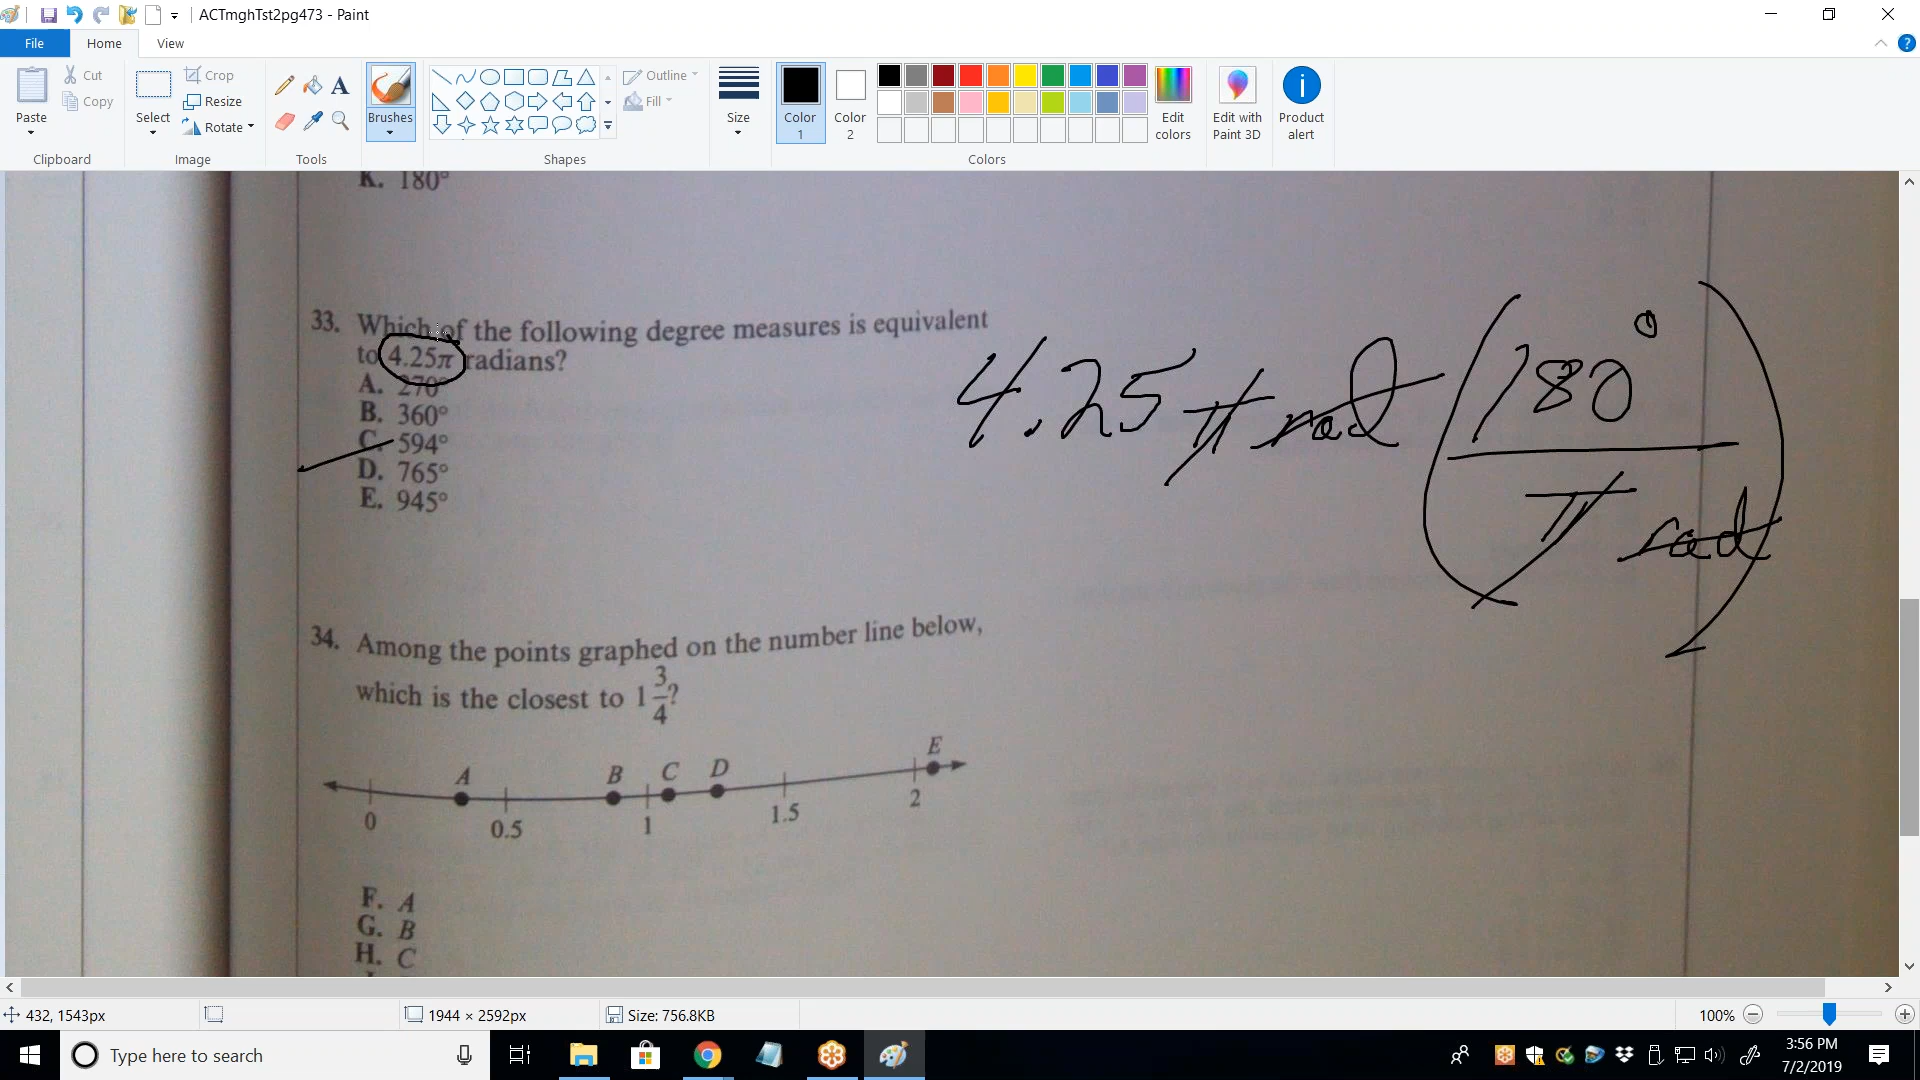 ACTmghTst2pg473 - Paint
File Home View
Paste Cut Copy Clipboard
Select Crop Resize Rotate Image
Tools
Brushes
Shapes Outline Fill
Size
Color 1 Color 2 Edit colors Colors
Edit with Paint 3D
Product alert
K. 180°
33. Which of the following degree measures is equivalent
to 4.25π radians?
A. 270°
B. 360°
C. 594°
D. 765°
E. 945°
4.25 π rad (180° / π rad)
34. Among the points graphed on the number line below,
which is the closest to 1 3/4?
A B C D E
0 0.5 1 1.5 2
F. A
G. B
H. C
432, 1543px 1944 × 2592px Size: 756.8KB 100%
Type here to search
3:56 PM
7/2/2019